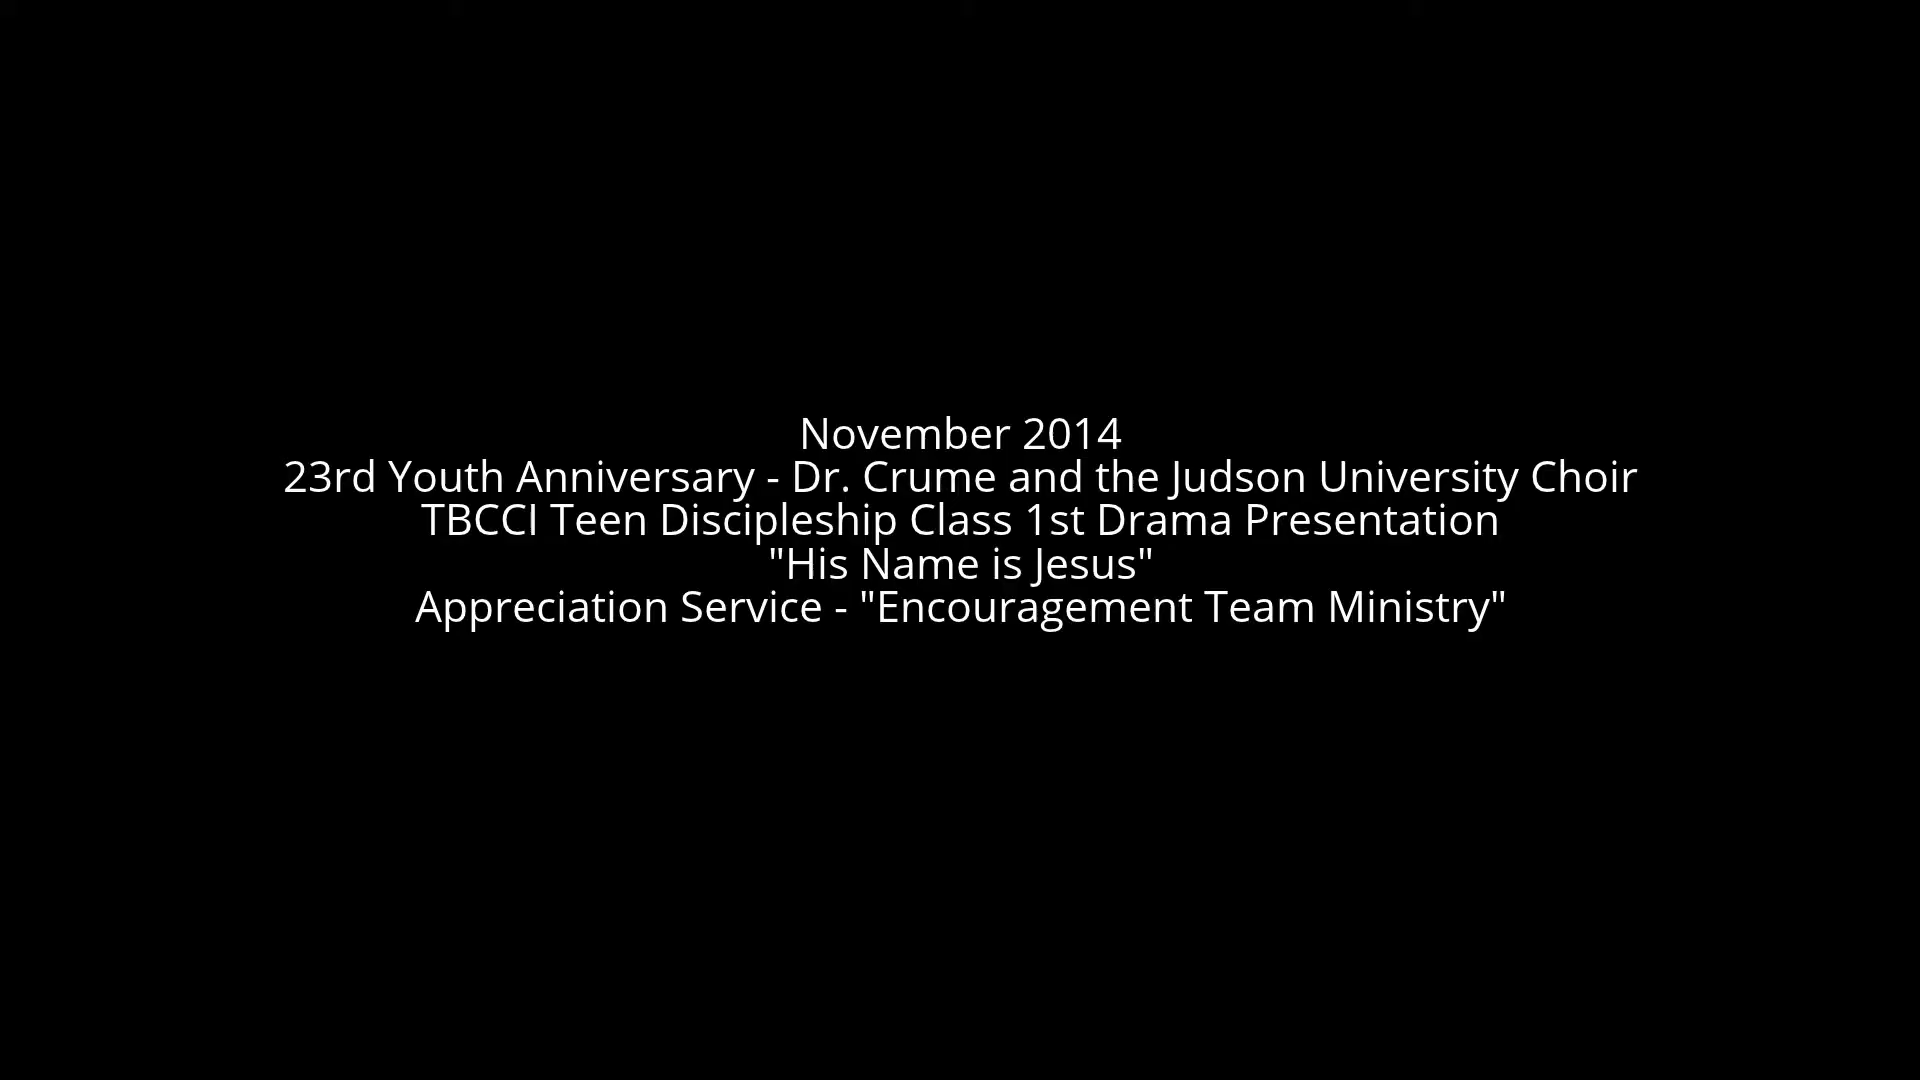 November 2014
23rd Youth Anniversary - Dr. Crume and the Judson University Choir
TBCCI Teen Discipleship Class 1st Drama Presentation
"His Name is Jesus"
Appreciation Service - "Encouragement Team Ministry"